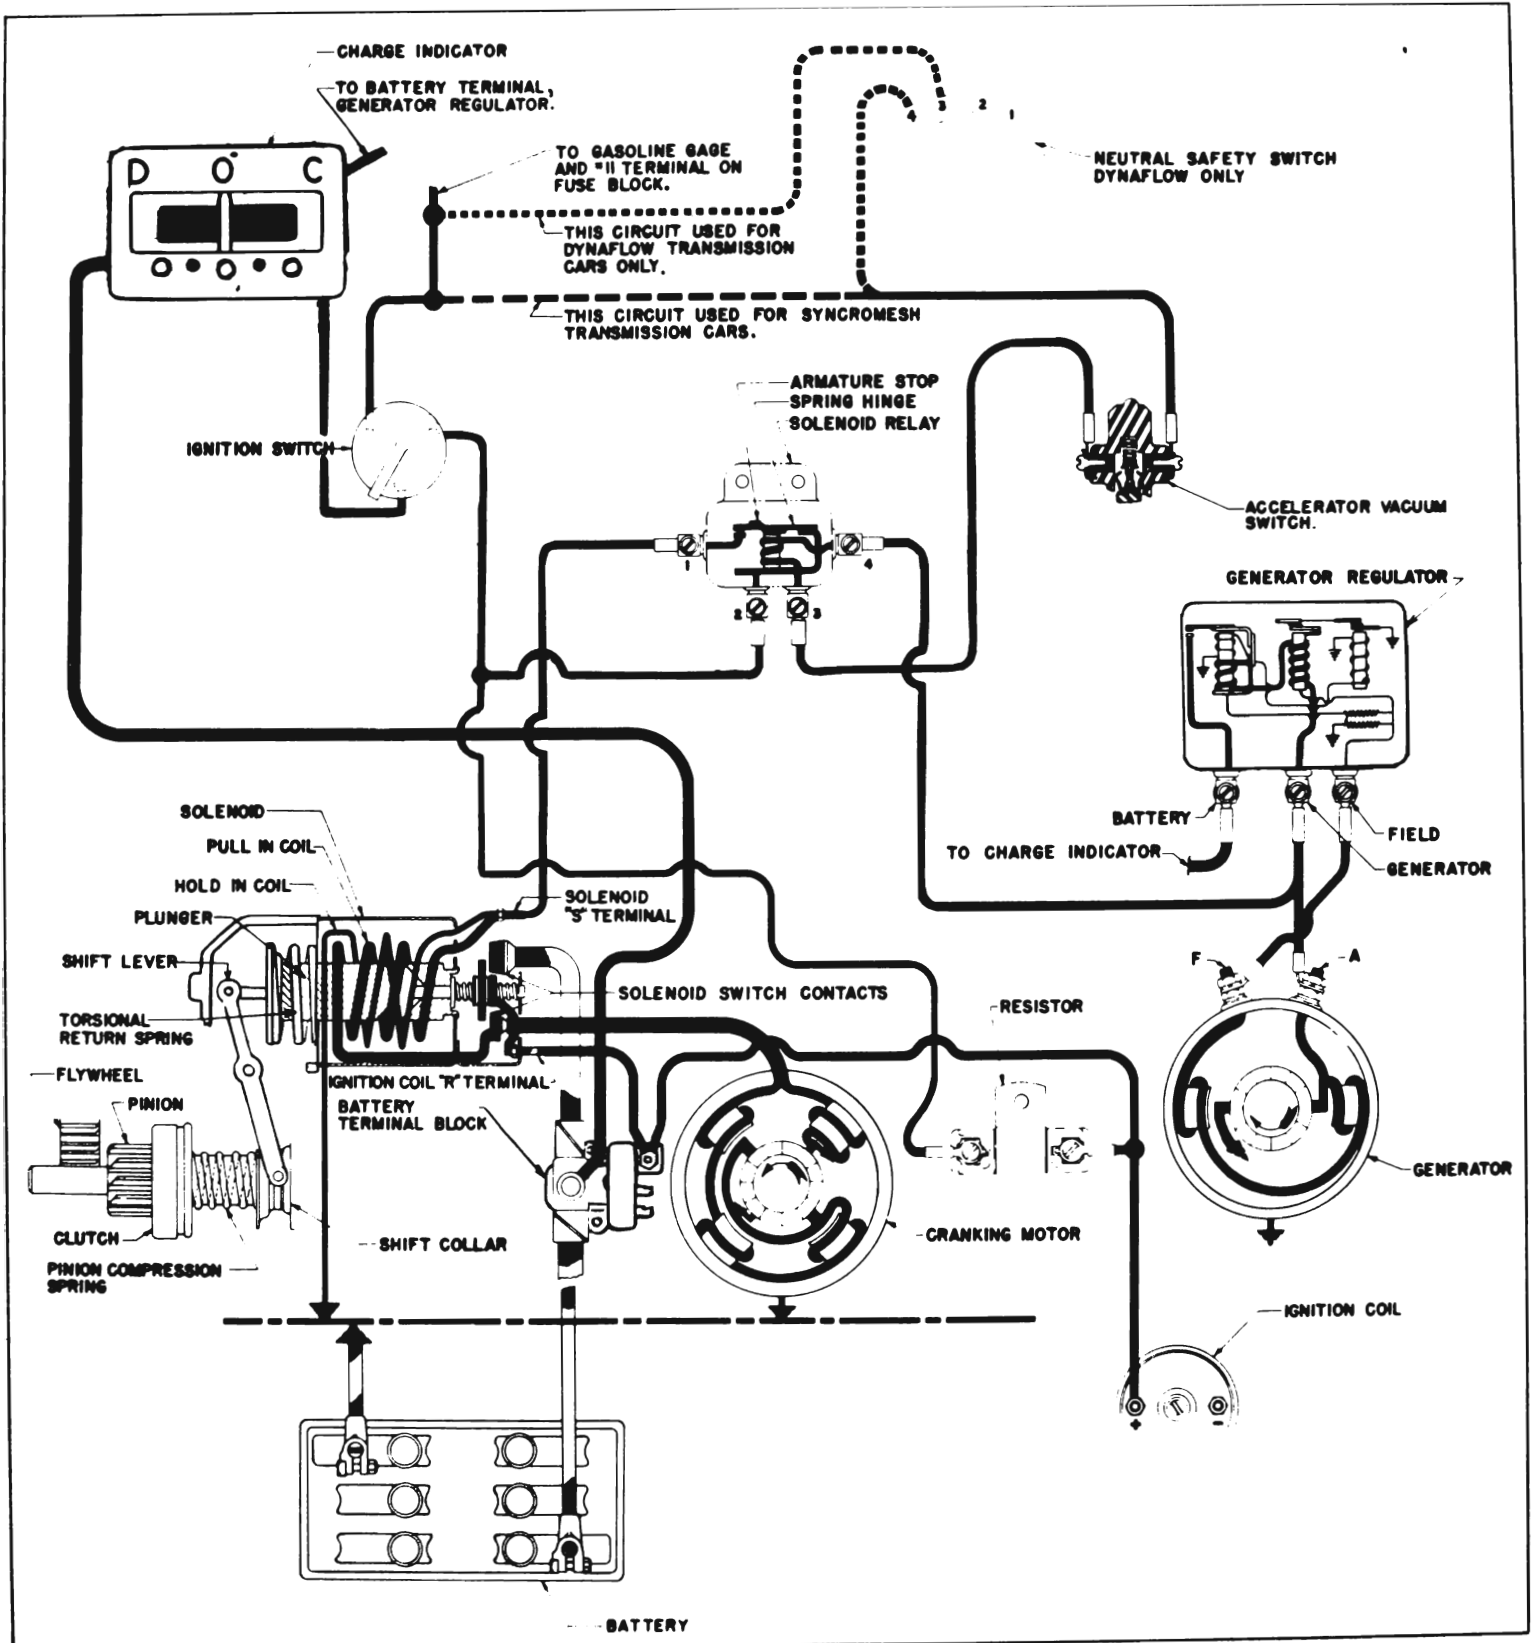 CHARGE INDICATOR
TO BATTERY TERMINAL,
GENERATOR REGULATOR.
D O C
TO GASOLINE GAGE
AND "II TERMINAL ON
FUSE BLOCK.
4 3 2 1
NEUTRAL SAFETY SWITCH
DYNAFLOW ONLY
THIS CIRCUIT USED FOR
DYNAFLOW TRANSMISSION
CARS ONLY.
THIS CIRCUIT USED FOR SYNCROMESH
TRANSMISSION CARS.
ARMATURE STOP
SPRING HINGE
SOLENOID RELAY
IGNITION SWITCH
ACCELERATOR VACUUM
SWITCH.
1
4
2
3
GENERATOR REGULATOR
BATTERY
FIELD
TO CHARGE INDICATOR
GENERATOR
SOLENOID
PULL IN COIL
HOLD IN COIL
PLUNGER
SOLENOID
"S" TERMINAL
SHIFT LEVER
F
A
SOLENOID SWITCH CONTACTS
RESISTOR
TORSIONAL
RETURN SPRING
FLYWHEEL
IGNITION COIL "R" TERMINAL
PINION
BATTERY
TERMINAL BLOCK
GENERATOR
CLUTCH
SHIFT COLLAR
CRANKING MOTOR
PINION COMPRESSION
SPRING
IGNITION COIL
+
-
BATTERY